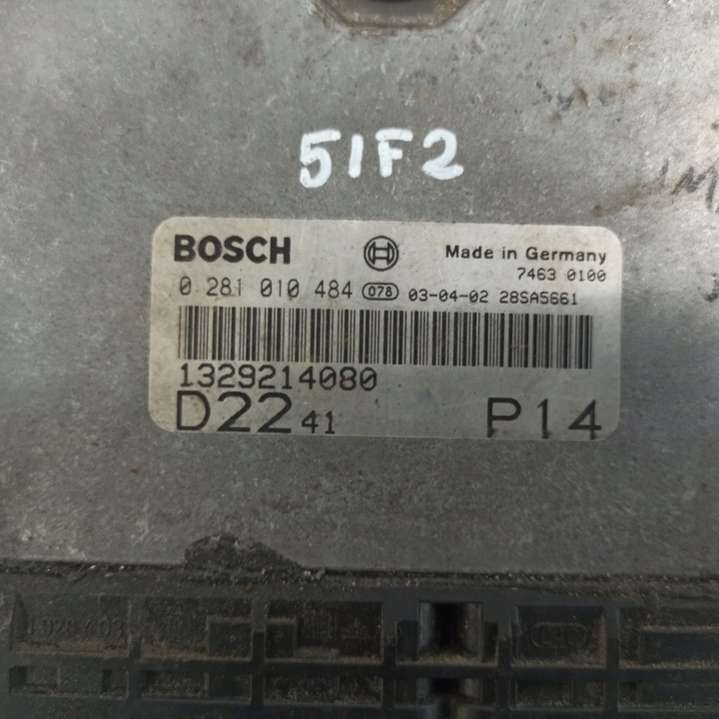 51F2
BOSCH Made in Germany
7463 0100
0 281 010 484 078 03-04-02 28SA5661
1329214080
D22 41 P14